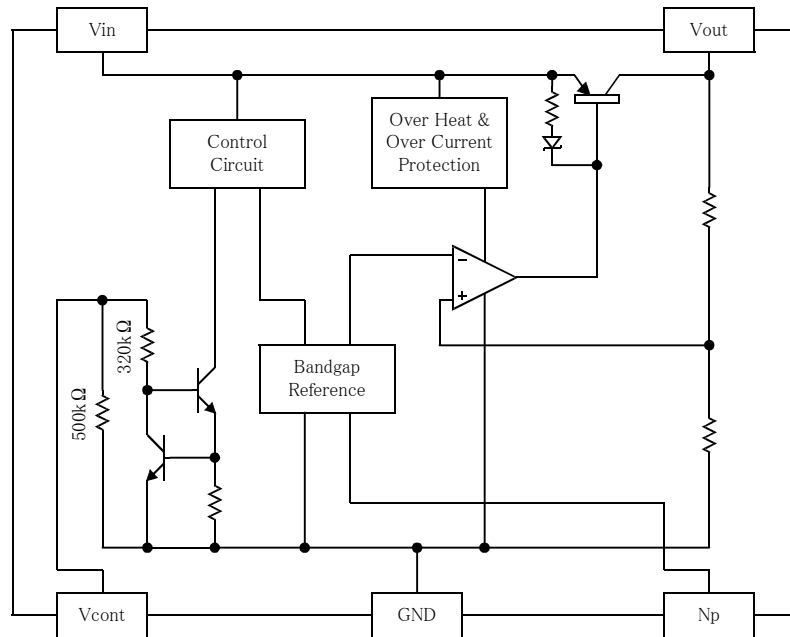 Vin
Vout
Control
Circuit
Over Heat &
Over Current
Protection
−
+
320kΩ
500kΩ
Bandgap
Reference
Vcont
GND
Np